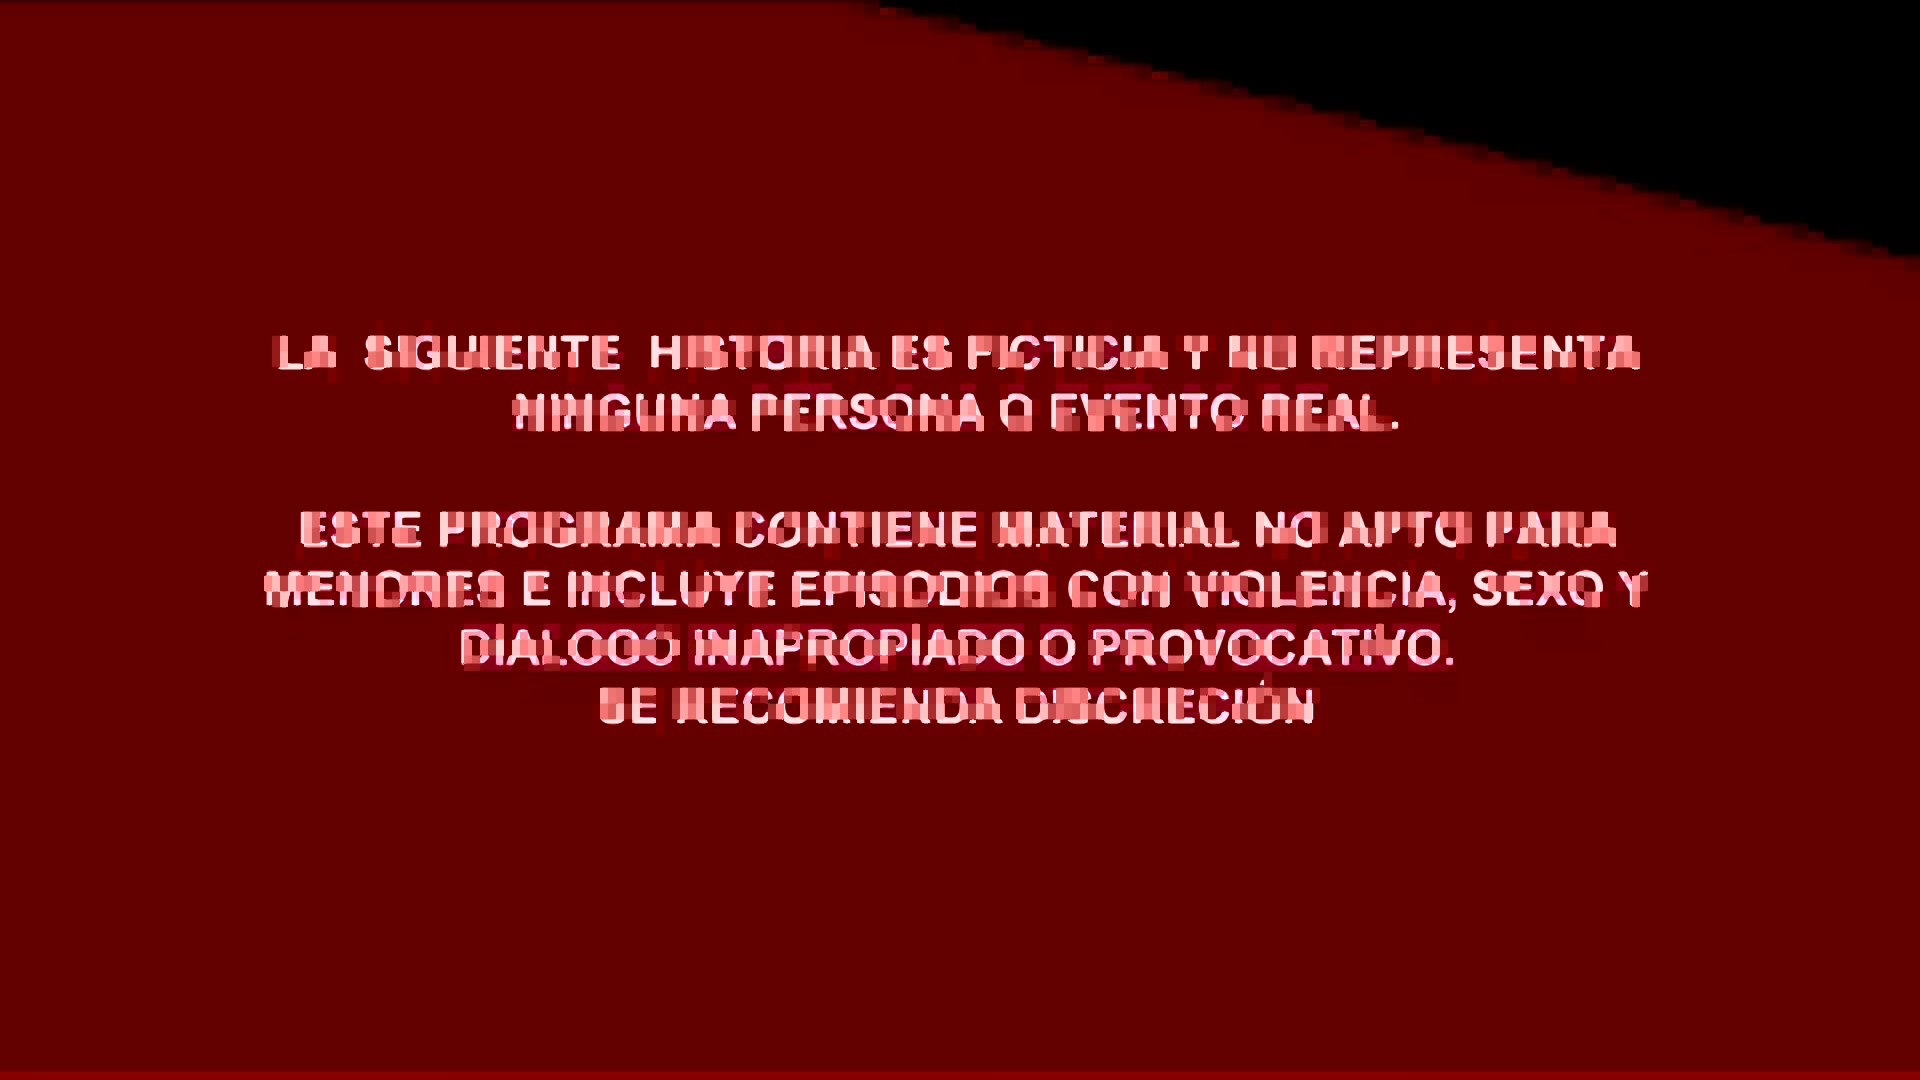 LA SIGUIENTE HISTORIA ES FICTICIA Y NO REPRESENTA
NINGUNA PERSONA O EVENTO REAL.
ESTE PROGRAMA CONTIENE MATERIAL NO APTO PARA
MENORES E INCLUYE EPISODIOS CON VIOLENCIA, SEXO Y
DIALOGO INAPROPIADO O PROVOCATIVO.
SE RECOMIENDA DISCRECIÓN